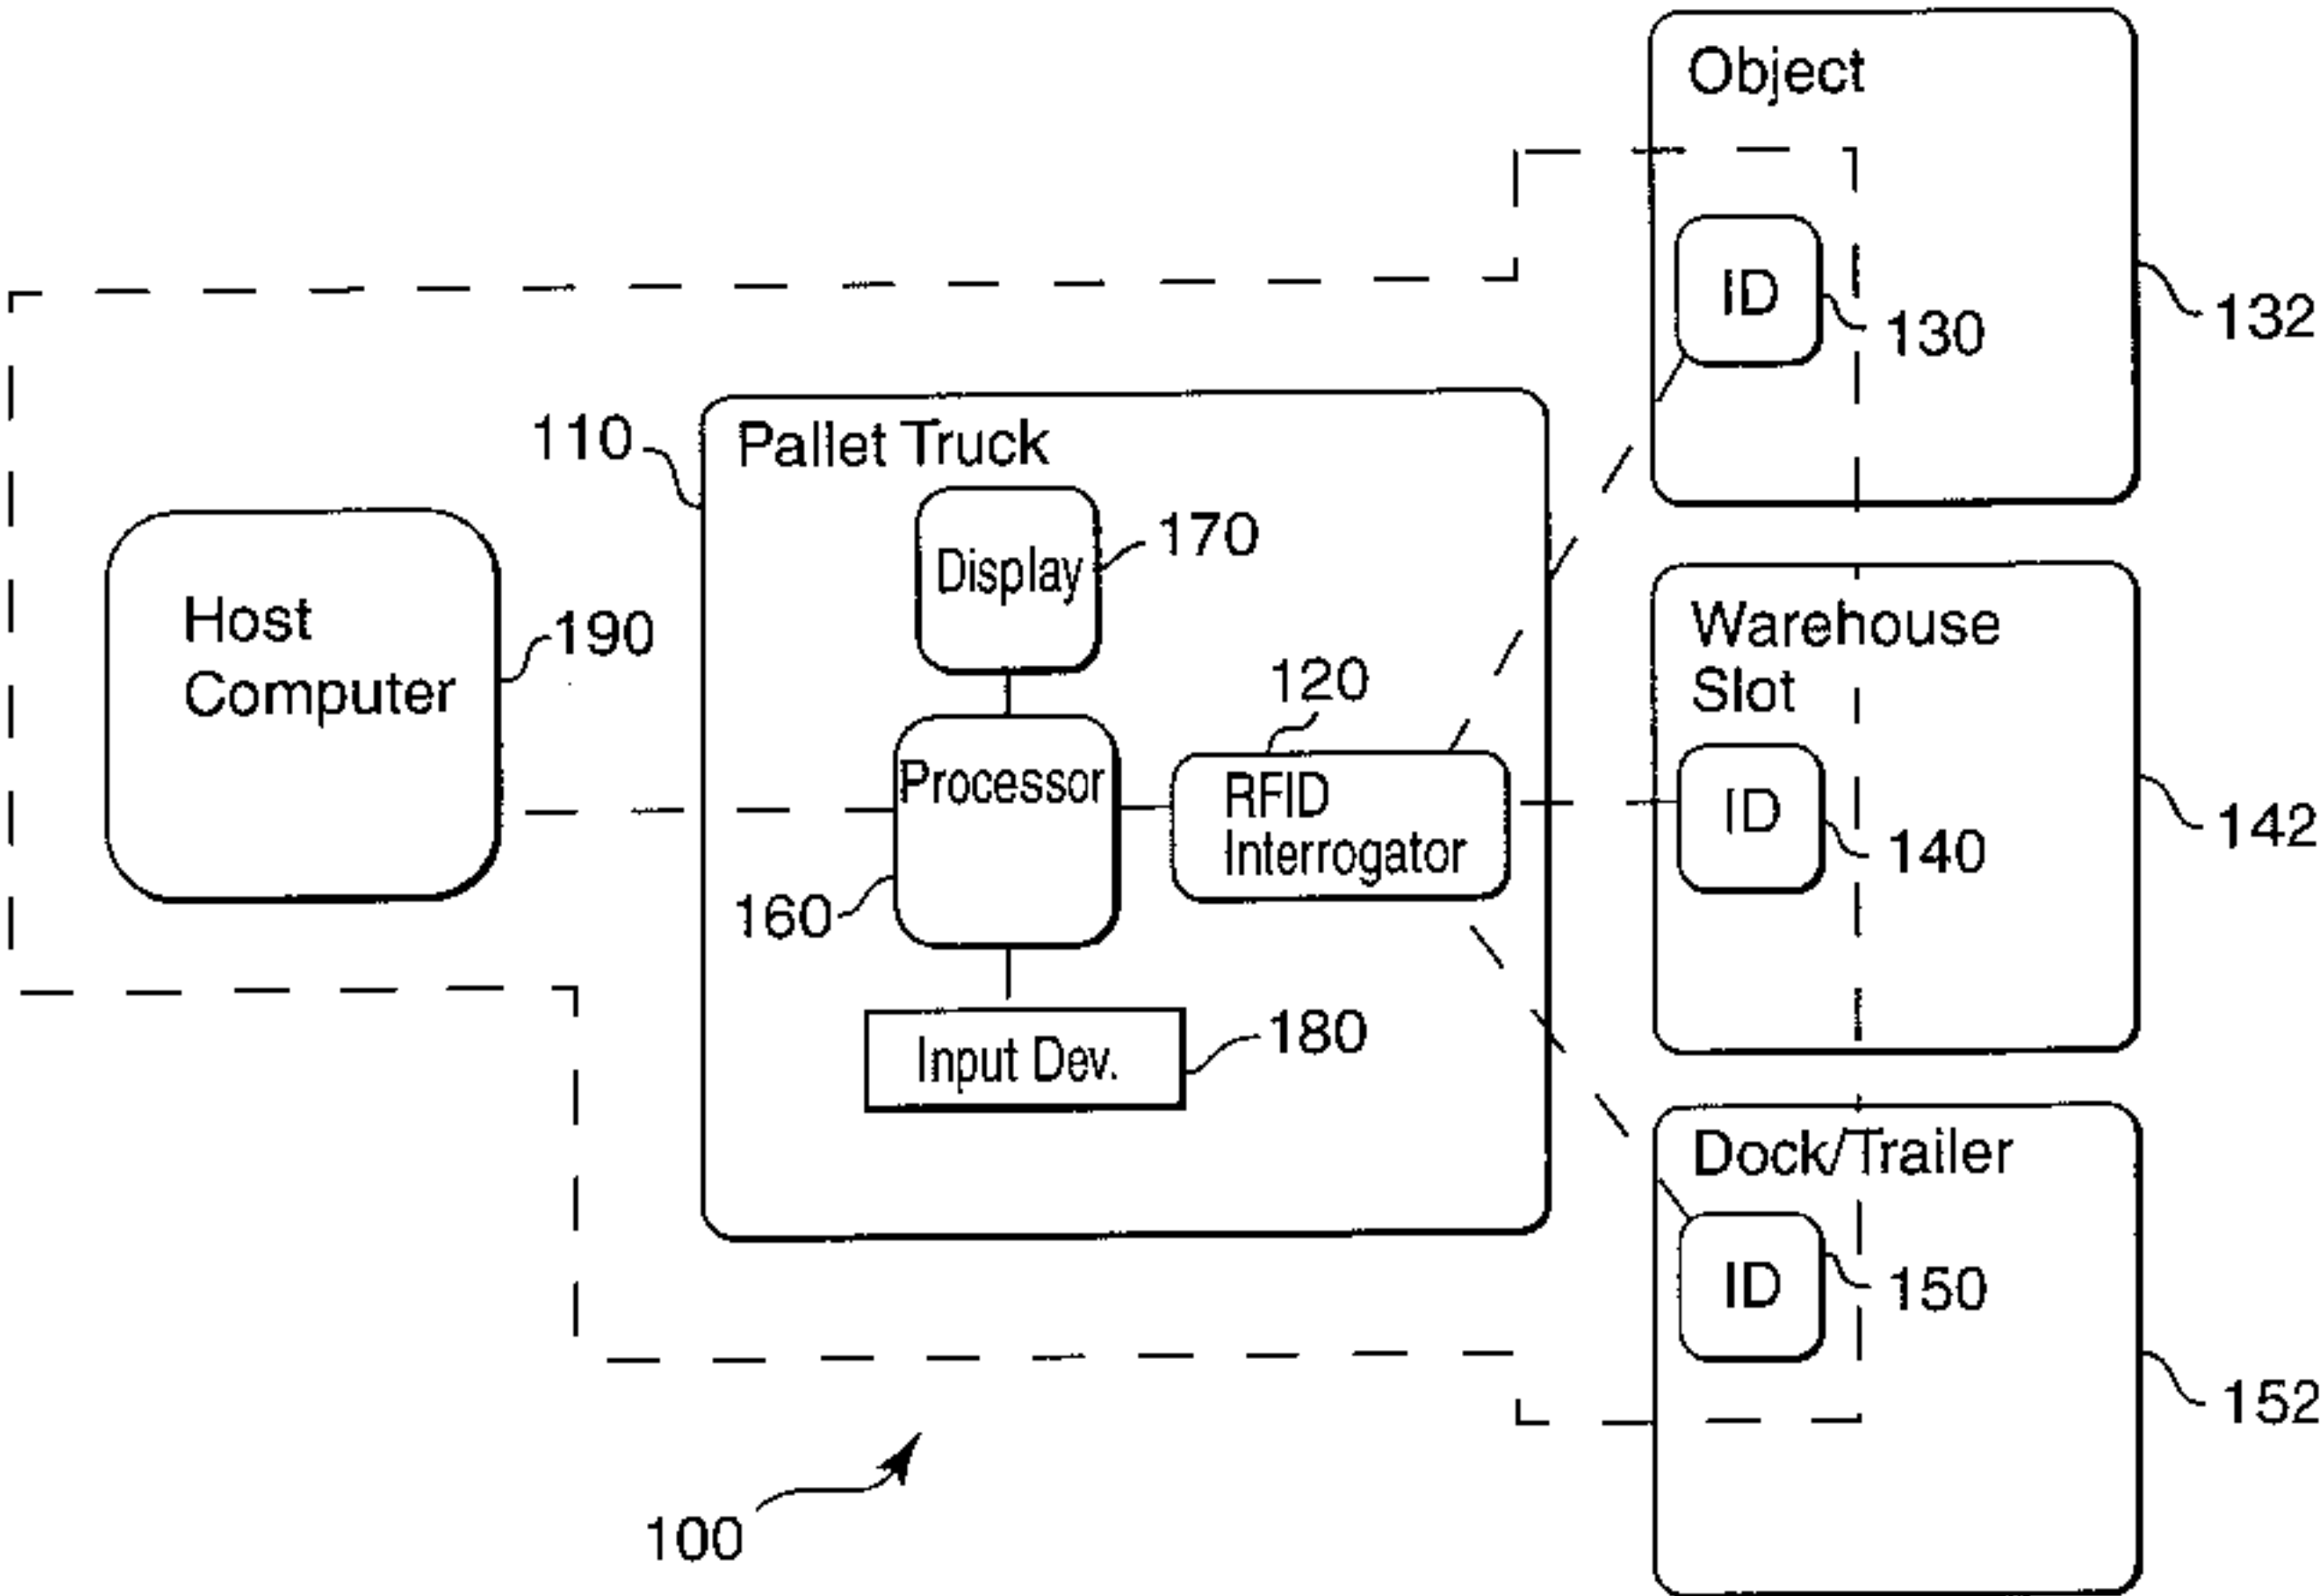 Object
ID
130
132
110
Pallet Truck
Display
170
Host
Computer
190
Warehouse
Slot
120
Processor
RFID
Interrogator
160
ID
140
142
Input Dev.
180
Dock/Trailer
ID
150
152
100